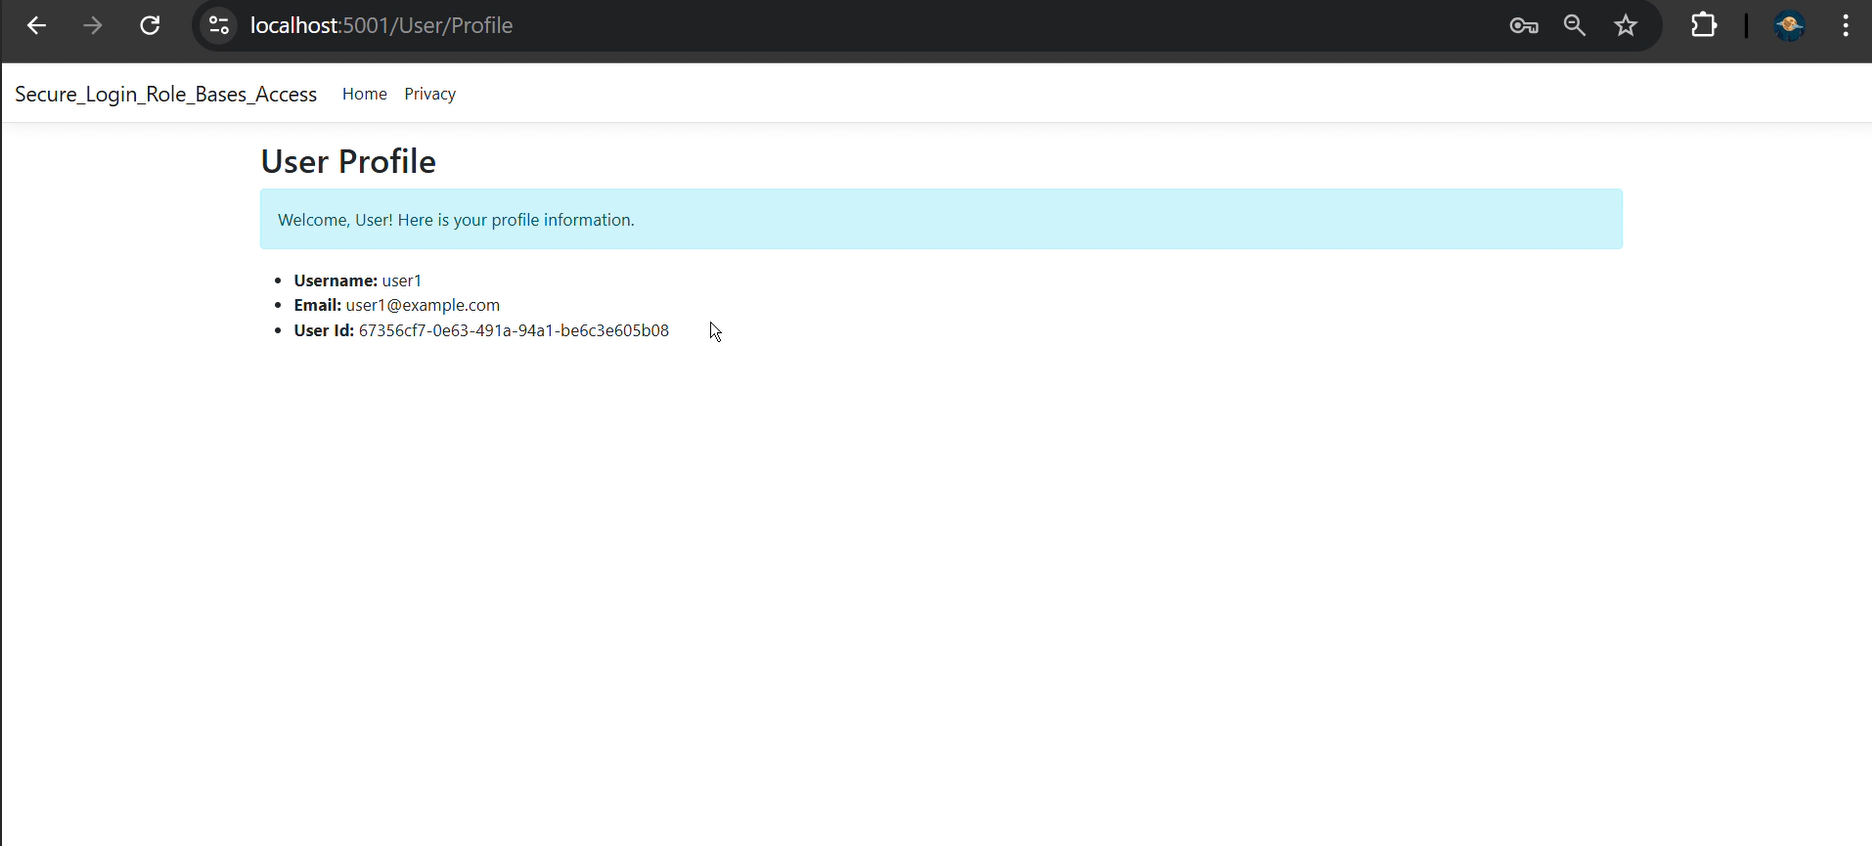 localhost:5001/User/Profile
Secure_Login_Role_Bases_Access Home Privacy
User Profile
Welcome, User! Here is your profile information.
Username: user1
Email: user1@example.com
User Id: 67356cf7-0e63-491a-94a1-be6c3e605b08